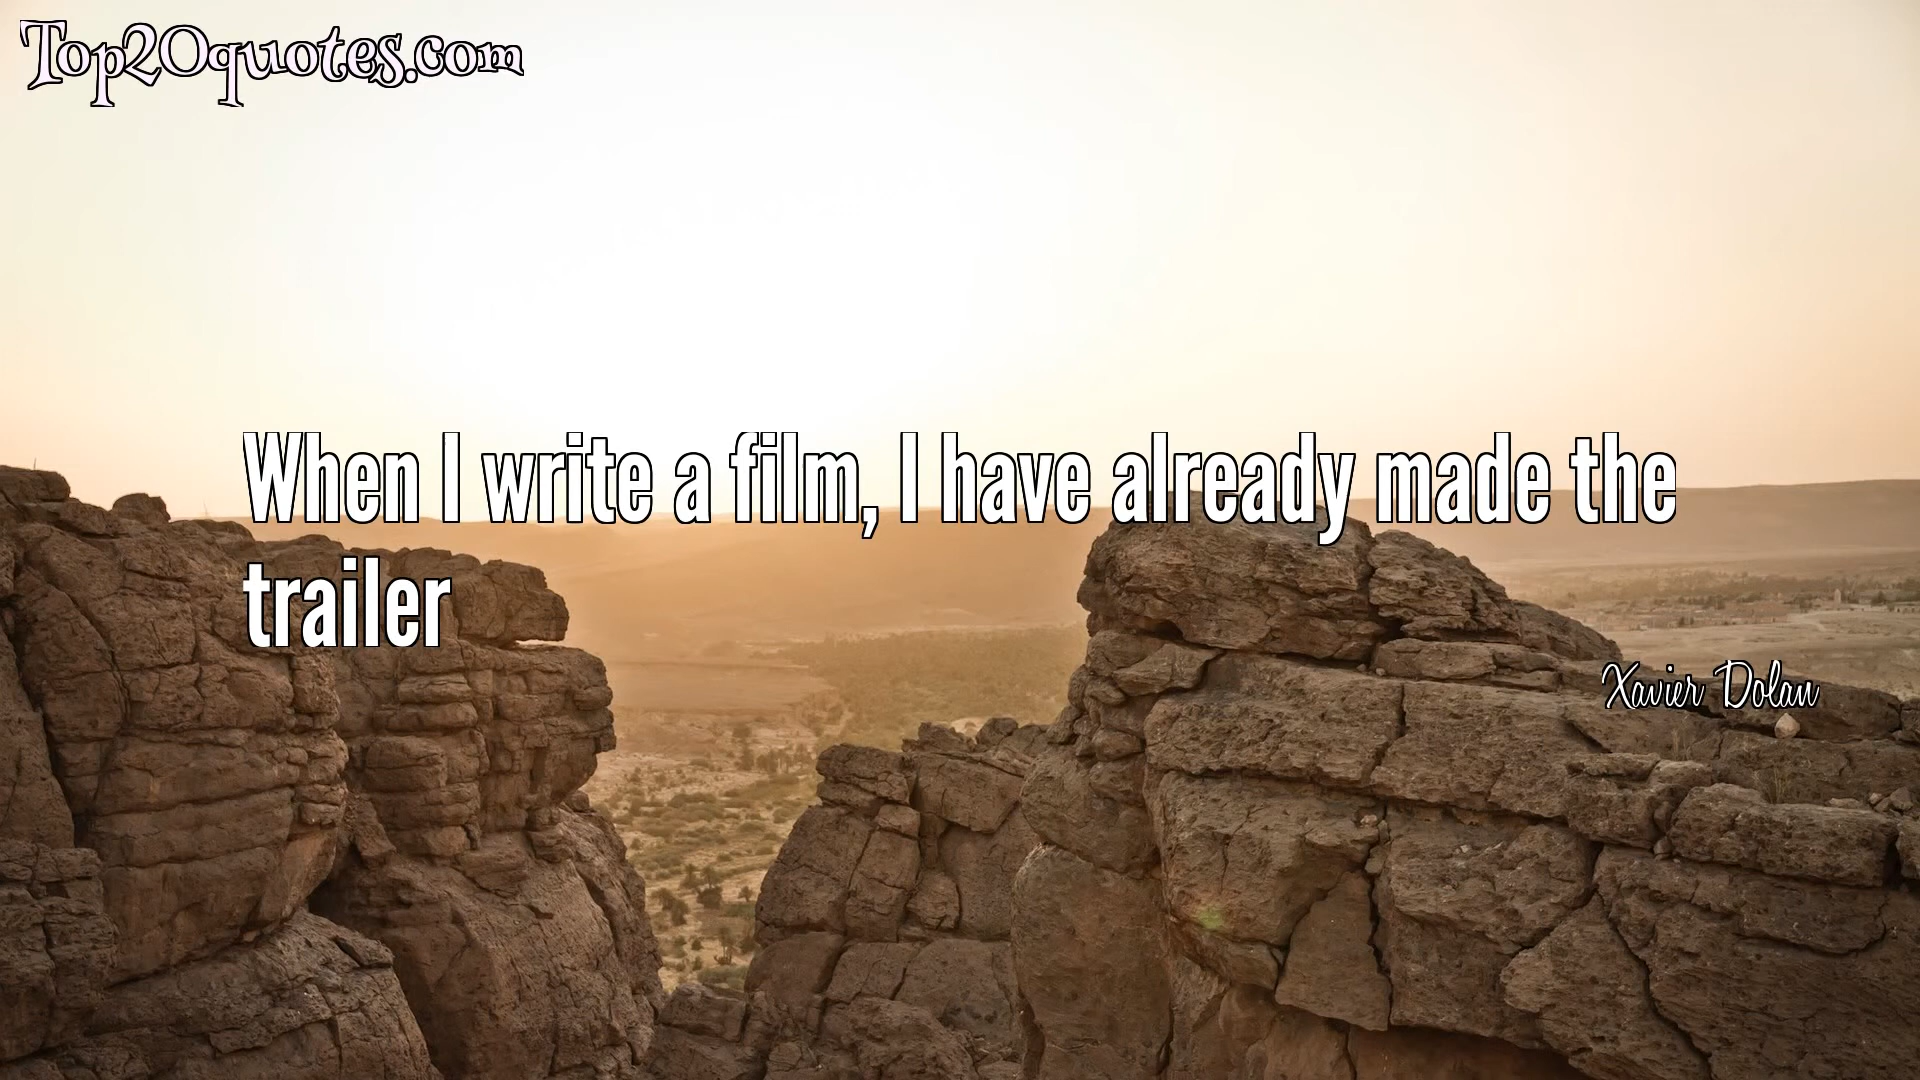 Top20quotes.com
When I write a film, I have already made the
trailer
Xavier Dolan